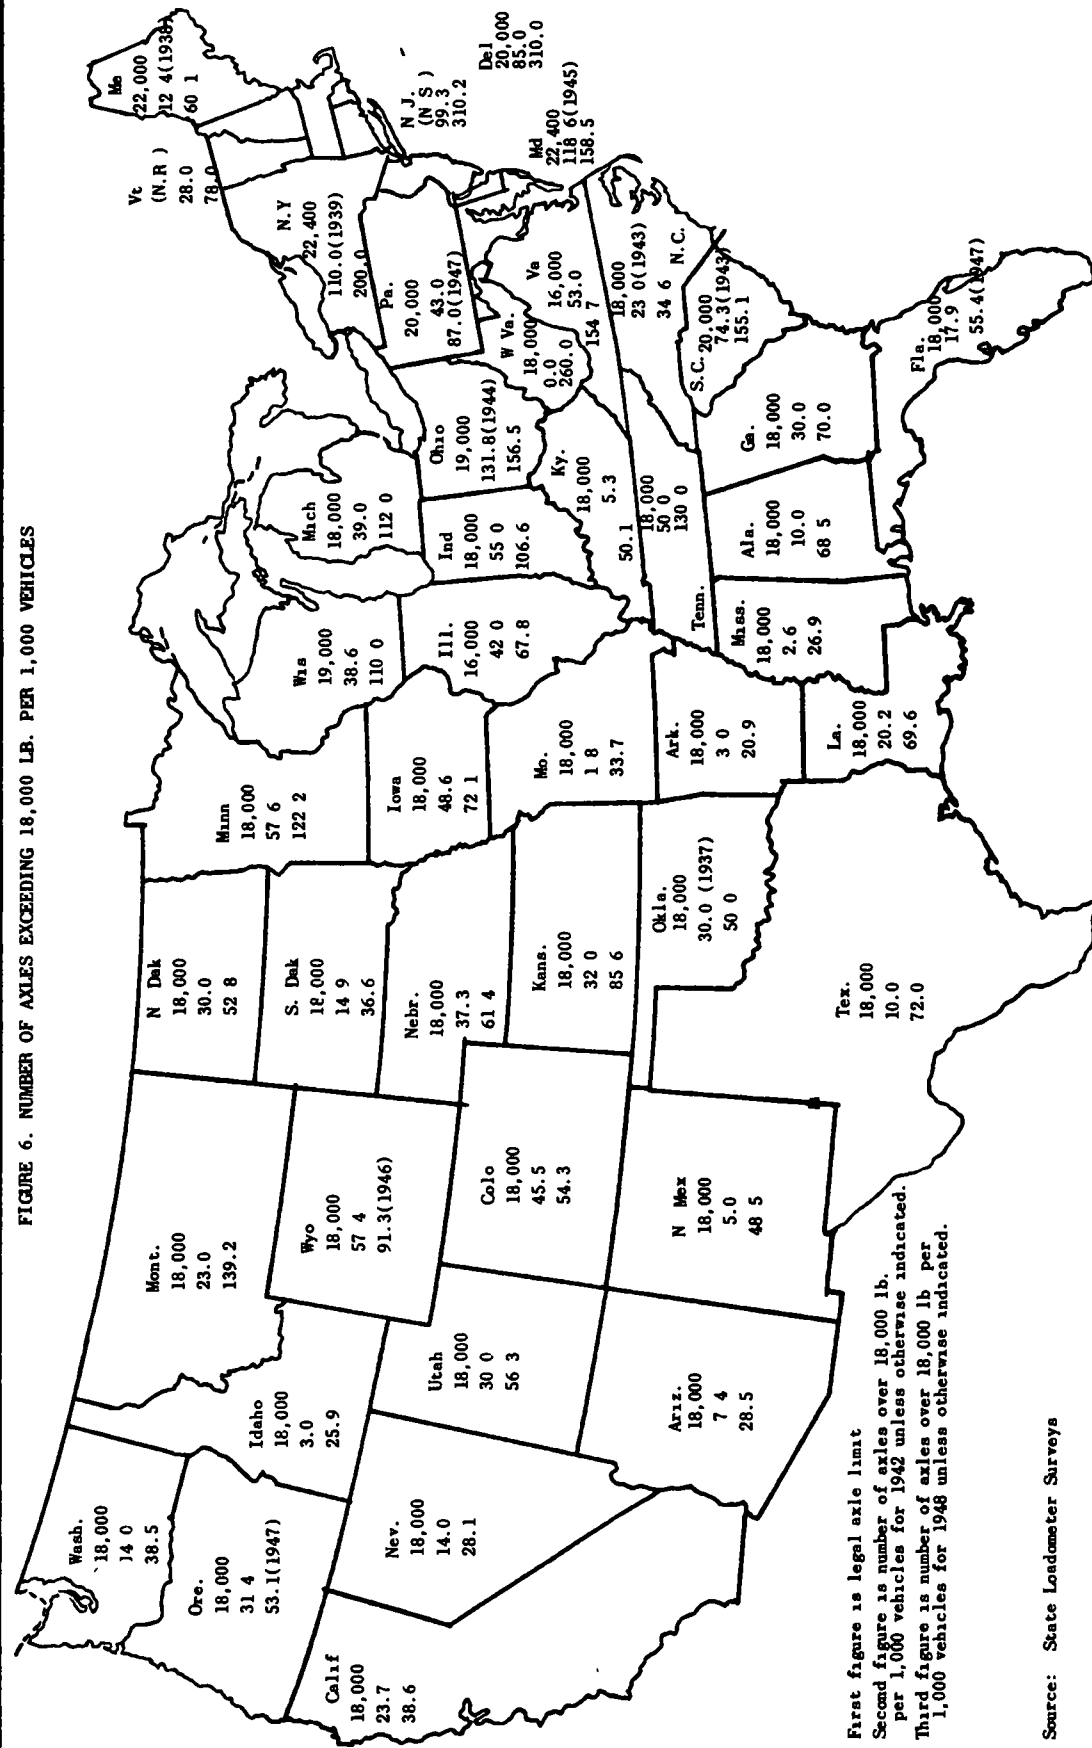 FIGURE 6. NUMBER OF AXLES EXCEEDING 18,000 LB. PER 1,000 VEHICLES
Wash.
18,000
14 0
38.5
Ore.
18,000
31 4
53.1(1947)
Calif
18,000
23.7
38.6
Idaho
18,000
3.0
25.9
Nev.
18,000
14.0
28.1
Mont.
18,000
23.0
139.2
Wyo
18,000
57 4
91.3(1946)
Utah
18,000
30 0
56 3
Ariz.
18,000
7 4
28.5
Colo
18,000
45.5
54.3
N Mex
18,000
5.0
48 5
N Dak
18,000
30.0
52 8
S. Dak
18,000
14 9
36.6
Nebr.
18,000
37.3
61 4
Kans.
18,000
32 0
85 6
Okla.
18,000
30.0 (1937)
50 0
Tex.
18,000
10.0
72.0
Minn
18,000
57 6
122 2
Iowa
18,000
48.6
72 1
Mo.
18,000
1 8
33.7
Ark.
18,000
3 0
20.9
La.
18,000
20.2
69.6
Wis
19,000
38.6
110 0
Ill.
16,000
42 0
67.8
Mich
18,000
39.0
112 0
Ind
18,000
55 0
106.6
Ohio
19,000
131.8(1944)
156.5
Ky.
18,000
5.3
50.1
Tenn.
18,000
50 0
130 0
Miss.
18,000
2.6
26.9
Ala.
18,000
10.0
68 5
Ga.
18,000
30.0
70.0
Fla.
18,000
17.9
55.4(1947)
S.C.
20,000
74.3(1943)
155.1
N.C.
18,000
23 0(1943)
34 6
Va
16,000
53.0
154 7
W Va.
18,000
0.0
260.0
Pa.
20,000
43.0
87.0(1947)
N.Y
22,400
110.0(1939)
200.0
Vt
(N.R )
28.0
78.0
Me
22,000
12 4(1938)
60 1
N J.
(N S )
99.3
310.2
Del
20,000
85.0
310.0
Md
22,400
118 6(1945)
158.5
First figure is legal axle limit
Second figure is number of axles over 18,000 lb.
per 1,000 vehicles for 1942 unless otherwise indicated.
Third figure is number of axles over 18,000 lb per
1,000 vehicles for 1948 unless otherwise indicated.
Source: State Loadometer Surveys